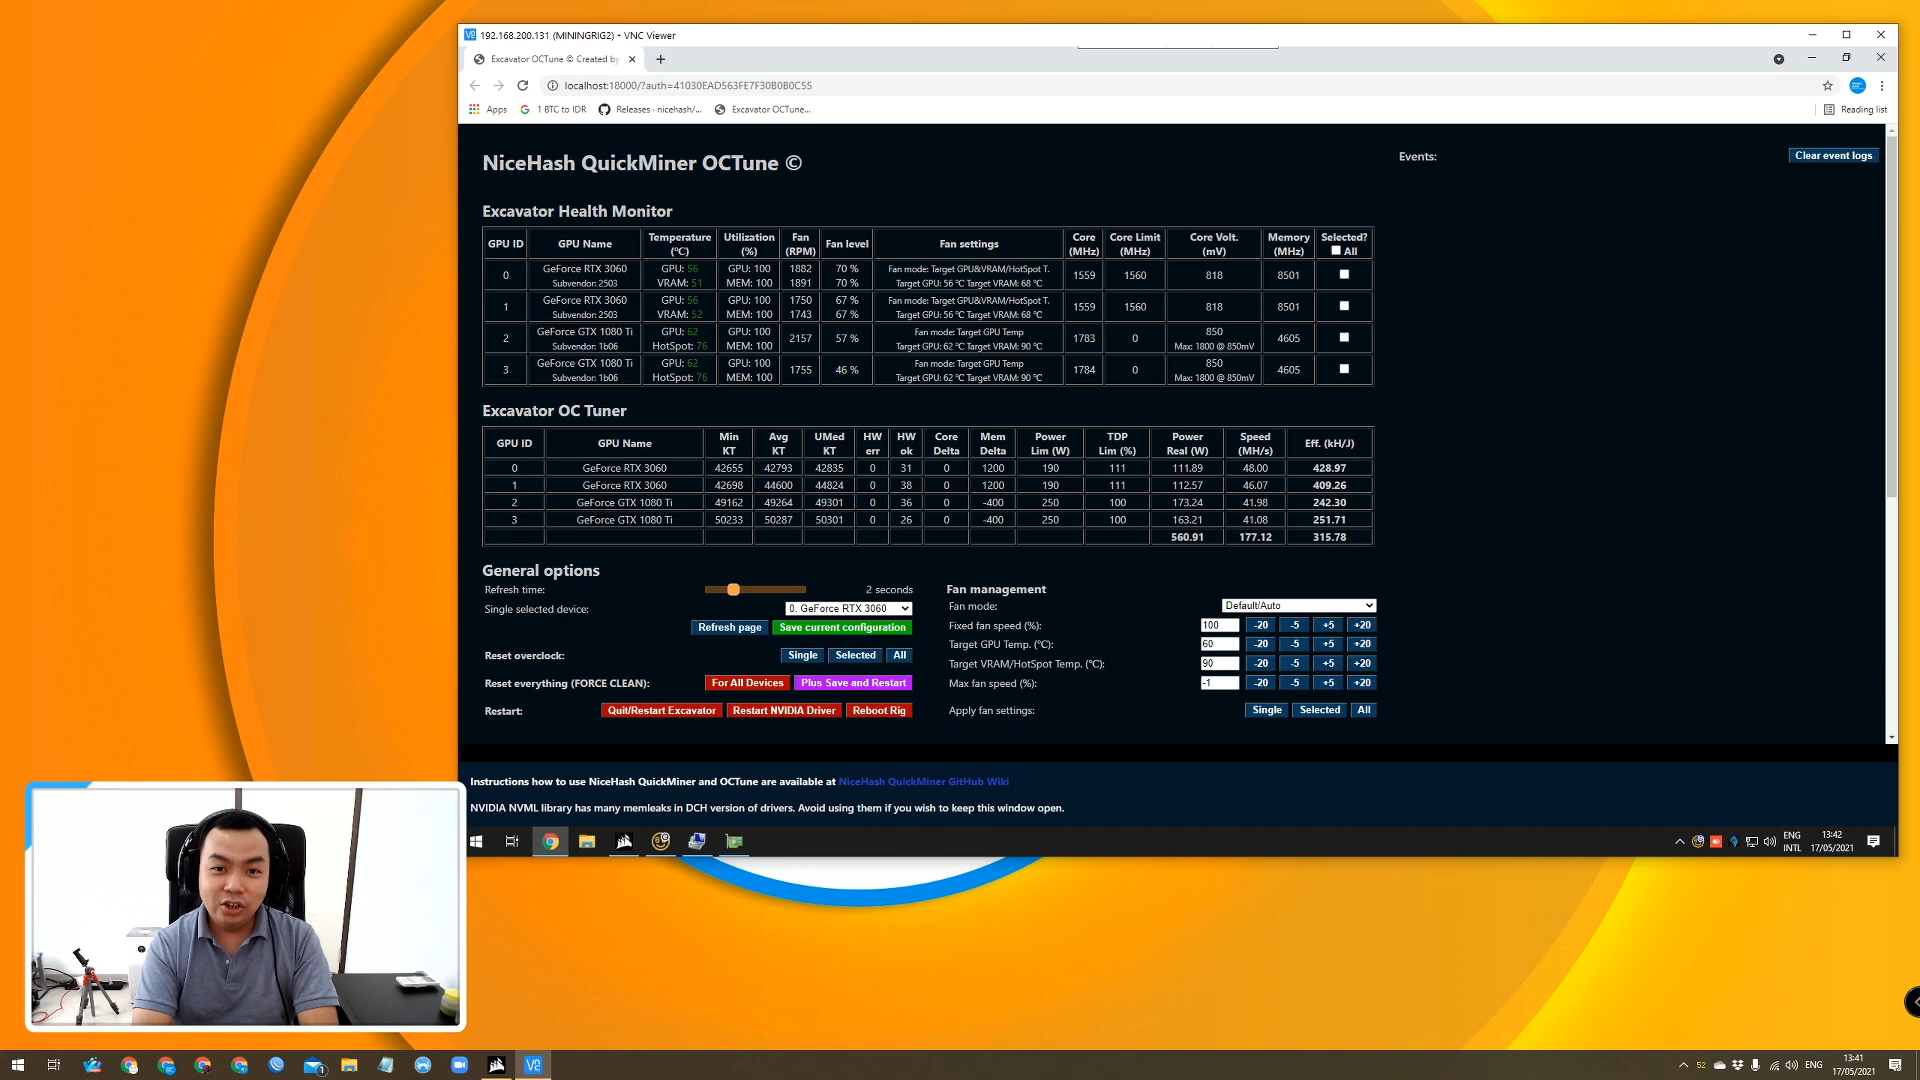 192.168.200.131 (MININGRIG2) - VNC Viewer
Excavator OCTune © Created by
localhost:18000/?auth=41030EAD563FE7F30B0B0C55
Apps 1 BTC to IDR Releases · nicehash/... Excavator OCTune... Reading list
NiceHash QuickMiner OCTune ©
Events: Clear event logs
Excavator Health Monitor
GPU ID GPU Name Temperature (°C) Utilization (%) Fan (RPM) Fan level Fan settings Core (MHz) Core Limit (MHz) Core Volt. (mV) Memory (MHz) Selected? All
0 GeForce RTX 3060 Subvendor: 2503 GPU: 56 VRAM: 51 GPU: 100 MEM: 100 1882 1891 70 % 70 % Fan mode: Target GPU&VRAM/HotSpot T. Target GPU: 56 °C Target VRAM: 68 °C 1559 1560 818 8501
1 GeForce RTX 3060 Subvendor: 2503 GPU: 56 VRAM: 52 GPU: 100 MEM: 100 1750 1743 67 % 67 % Fan mode: Target GPU&VRAM/HotSpot T. Target GPU: 56 °C Target VRAM: 68 °C 1559 1560 818 8501
2 GeForce GTX 1080 Ti Subvendor: 1b06 GPU: 62 HotSpot: 76 GPU: 100 MEM: 100 2157 57 % Fan mode: Target GPU Temp Target GPU: 62 °C Target VRAM: 90 °C 1783 0 850 Max: 1800 @ 850mV 4605
3 GeForce GTX 1080 Ti Subvendor: 1b06 GPU: 62 HotSpot: 76 GPU: 100 MEM: 100 1755 46 % Fan mode: Target GPU Temp Target GPU: 62 °C Target VRAM: 90 °C 1784 0 850 Max: 1800 @ 850mV 4605
Excavator OC Tuner
GPU ID GPU Name Min KT Avg KT UMed KT HW err HW ok Core Delta Mem Delta Power Lim (W) TDP Lim (%) Power Real (W) Speed (MH/s) Eff. (kH/J)
0 GeForce RTX 3060 42655 42793 42835 0 31 0 1200 190 111 111.89 48.00 428.97
1 GeForce RTX 3060 42698 44600 44824 0 38 0 1200 190 111 112.57 46.07 409.26
2 GeForce GTX 1080 Ti 49162 49264 49301 0 36 0 -400 250 100 173.24 41.98 242.30
3 GeForce GTX 1080 Ti 50233 50287 50301 0 26 0 -400 250 100 163.21 41.08 251.71
560.91 177.12 315.78
General options
Refresh time: 2 seconds
Single selected device: 0. GeForce RTX 3060
Refresh page Save current configuration
Reset overclock: Single Selected All
Reset everything (FORCE CLEAN): For All Devices Plus Save and Restart
Restart: Quit/Restart Excavator Restart NVIDIA Driver Reboot Rig
Fan management
Fan mode: Default/Auto
Fixed fan speed (%): 100 -20 -5 +5 +20
Target GPU Temp. (°C): 60 -20 -5 +5 +20
Target VRAM/HotSpot Temp. (°C): 90 -20 -5 +5 +20
Max fan speed (%): -1 -20 -5 +5 +20
Apply fan settings: Single Selected All
Instructions how to use NiceHash QuickMiner and OCTune are available at NiceHash QuickMiner GitHub Wiki
NVIDIA NVML library has many memleaks in DCH version of drivers. Avoid using them if you wish to keep this window open.
ENG INTL 13:42 17/05/2021
52 ENG 13:41 17/05/2021